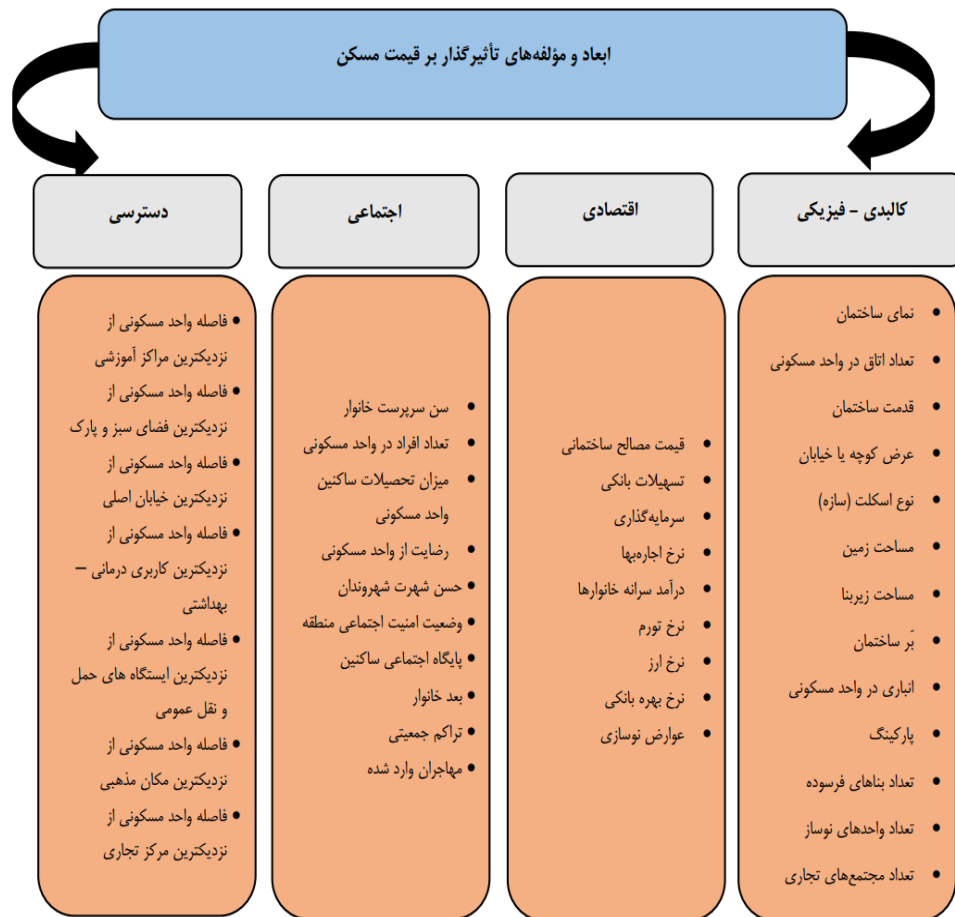 ابعاد و مؤلفه‌های تأثیرگذار بر قیمت مسکن
کالبدی - فیزیکی
نمای ساختمان
تعداد اتاق در واحد مسکونی
قدمت ساختمان
عرض کوچه یا خیابان
نوع اسکلت (سازه)
مساحت زمین
مساحت زیربنا
بَر ساختمان
انباری در واحد مسکونی
پارکینگ
تعداد بناهای فرسوده
تعداد واحدهای نوساز
تعداد مجتمع‌های تجاری
اقتصادی
قیمت مصالح ساختمانی
تسهیلات بانکی
سرمایه‌گذاری
نرخ اجاره‌بها
درآمد سرانه خانوارها
نرخ تورم
نرخ ارز
نرخ بهره بانکی
عوارض نوسازی
اجتماعی
سن سرپرست خانوار
تعداد افراد در واحد مسکونی
میزان تحصیلات ساکنین
واحد مسکونی
رضایت از واحد مسکونی
حسن شهرت شهروندان
وضعیت امنیت اجتماعی منطقه
پایگاه اجتماعی ساکنین
بعد خانوار
تراکم جمعیتی
مهاجران وارد شده
دسترسی
فاصله واحد مسکونی از
نزدیکترین مراکز آموزشی
فاصله واحد مسکونی از
نزدیکترین فضای سبز و پارک
فاصله واحد مسکونی از
نزدیکترین خیابان اصلی
فاصله واحد مسکونی از
نزدیکترین کاربری درمانی –
بهداشتی
فاصله واحد مسکونی از
نزدیکترین ایستگاه های حمل
و نقل عمومی
فاصله واحد مسکونی از
نزدیکترین مکان مذهبی
فاصله واحد مسکونی از
نزدیکترین مرکز تجاری